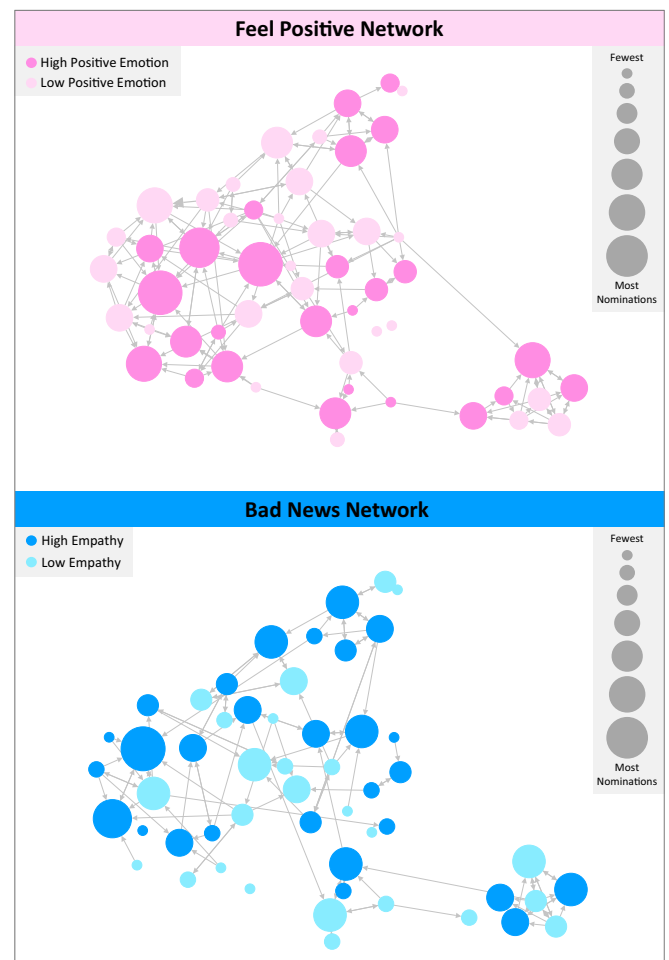 Feel Positive Network
High Positive Emotion
Low Positive Emotion
Fewest
Most
Nominations
Bad News Network
High Empathy
Low Empathy
Fewest
Most
Nominations